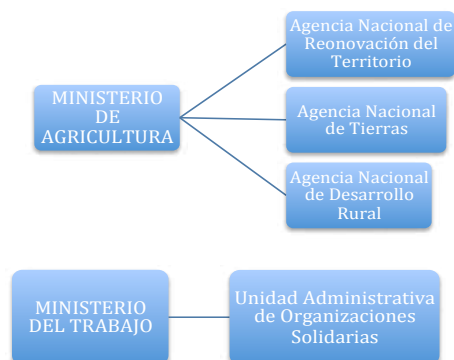 MINISTERIO
DE
AGRICULTURA
Agencia Nacional de
Reonovación del
Territorio
Agencia Nacional
de Tierras
Agencia Nacional
de Desarrollo
Rural
MINISTERIO
DEL TRABAJO
Unidad Administrativa
de Organizaciones
Solidarias